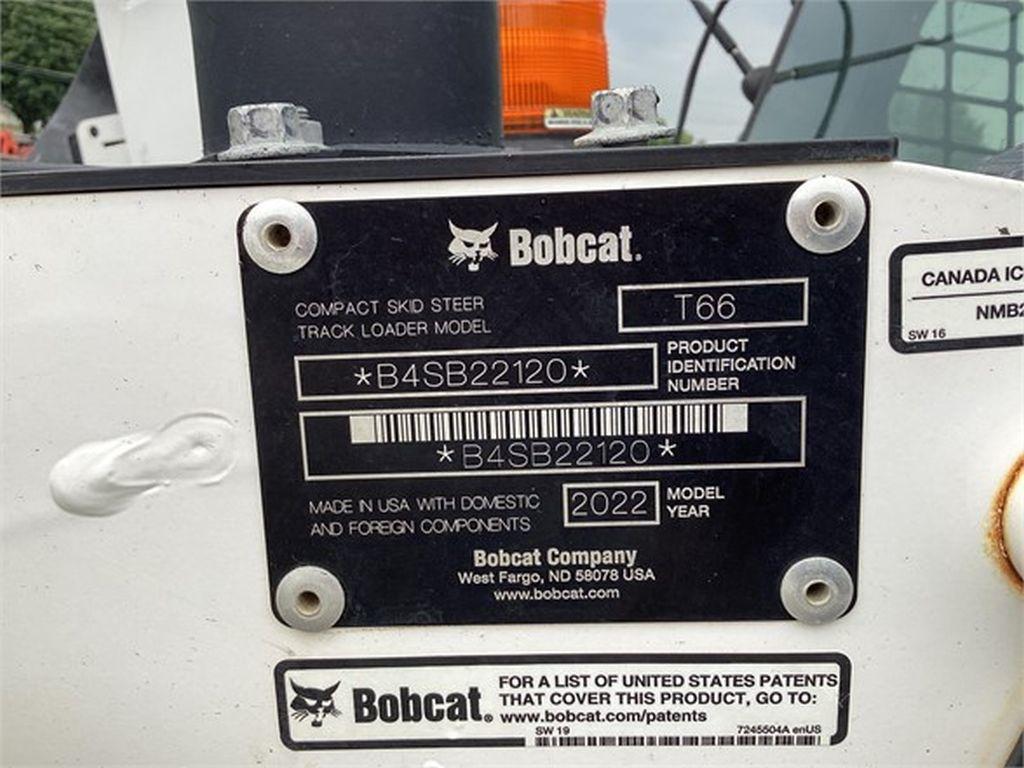 Bobcat.
COMPACT SKID STEER
TRACK LOADER MODEL
T66
*B4SB22120*
PRODUCT
IDENTIFICATION
NUMBER
*B4SB22120*
MADE IN USA WITH DOMESTIC
AND FOREIGN COMPONENTS
2022
MODEL
YEAR
Bobcat Company
West Fargo, ND 58078 USA
www.bobcat.com
CANADA IC
NMB2
SW 16
Bobcat.
FOR A LIST OF UNITED STATES PATENTS
THAT COVER THIS PRODUCT, GO TO:
www.bobcat.com/patents
SW 19
7245504A enUS